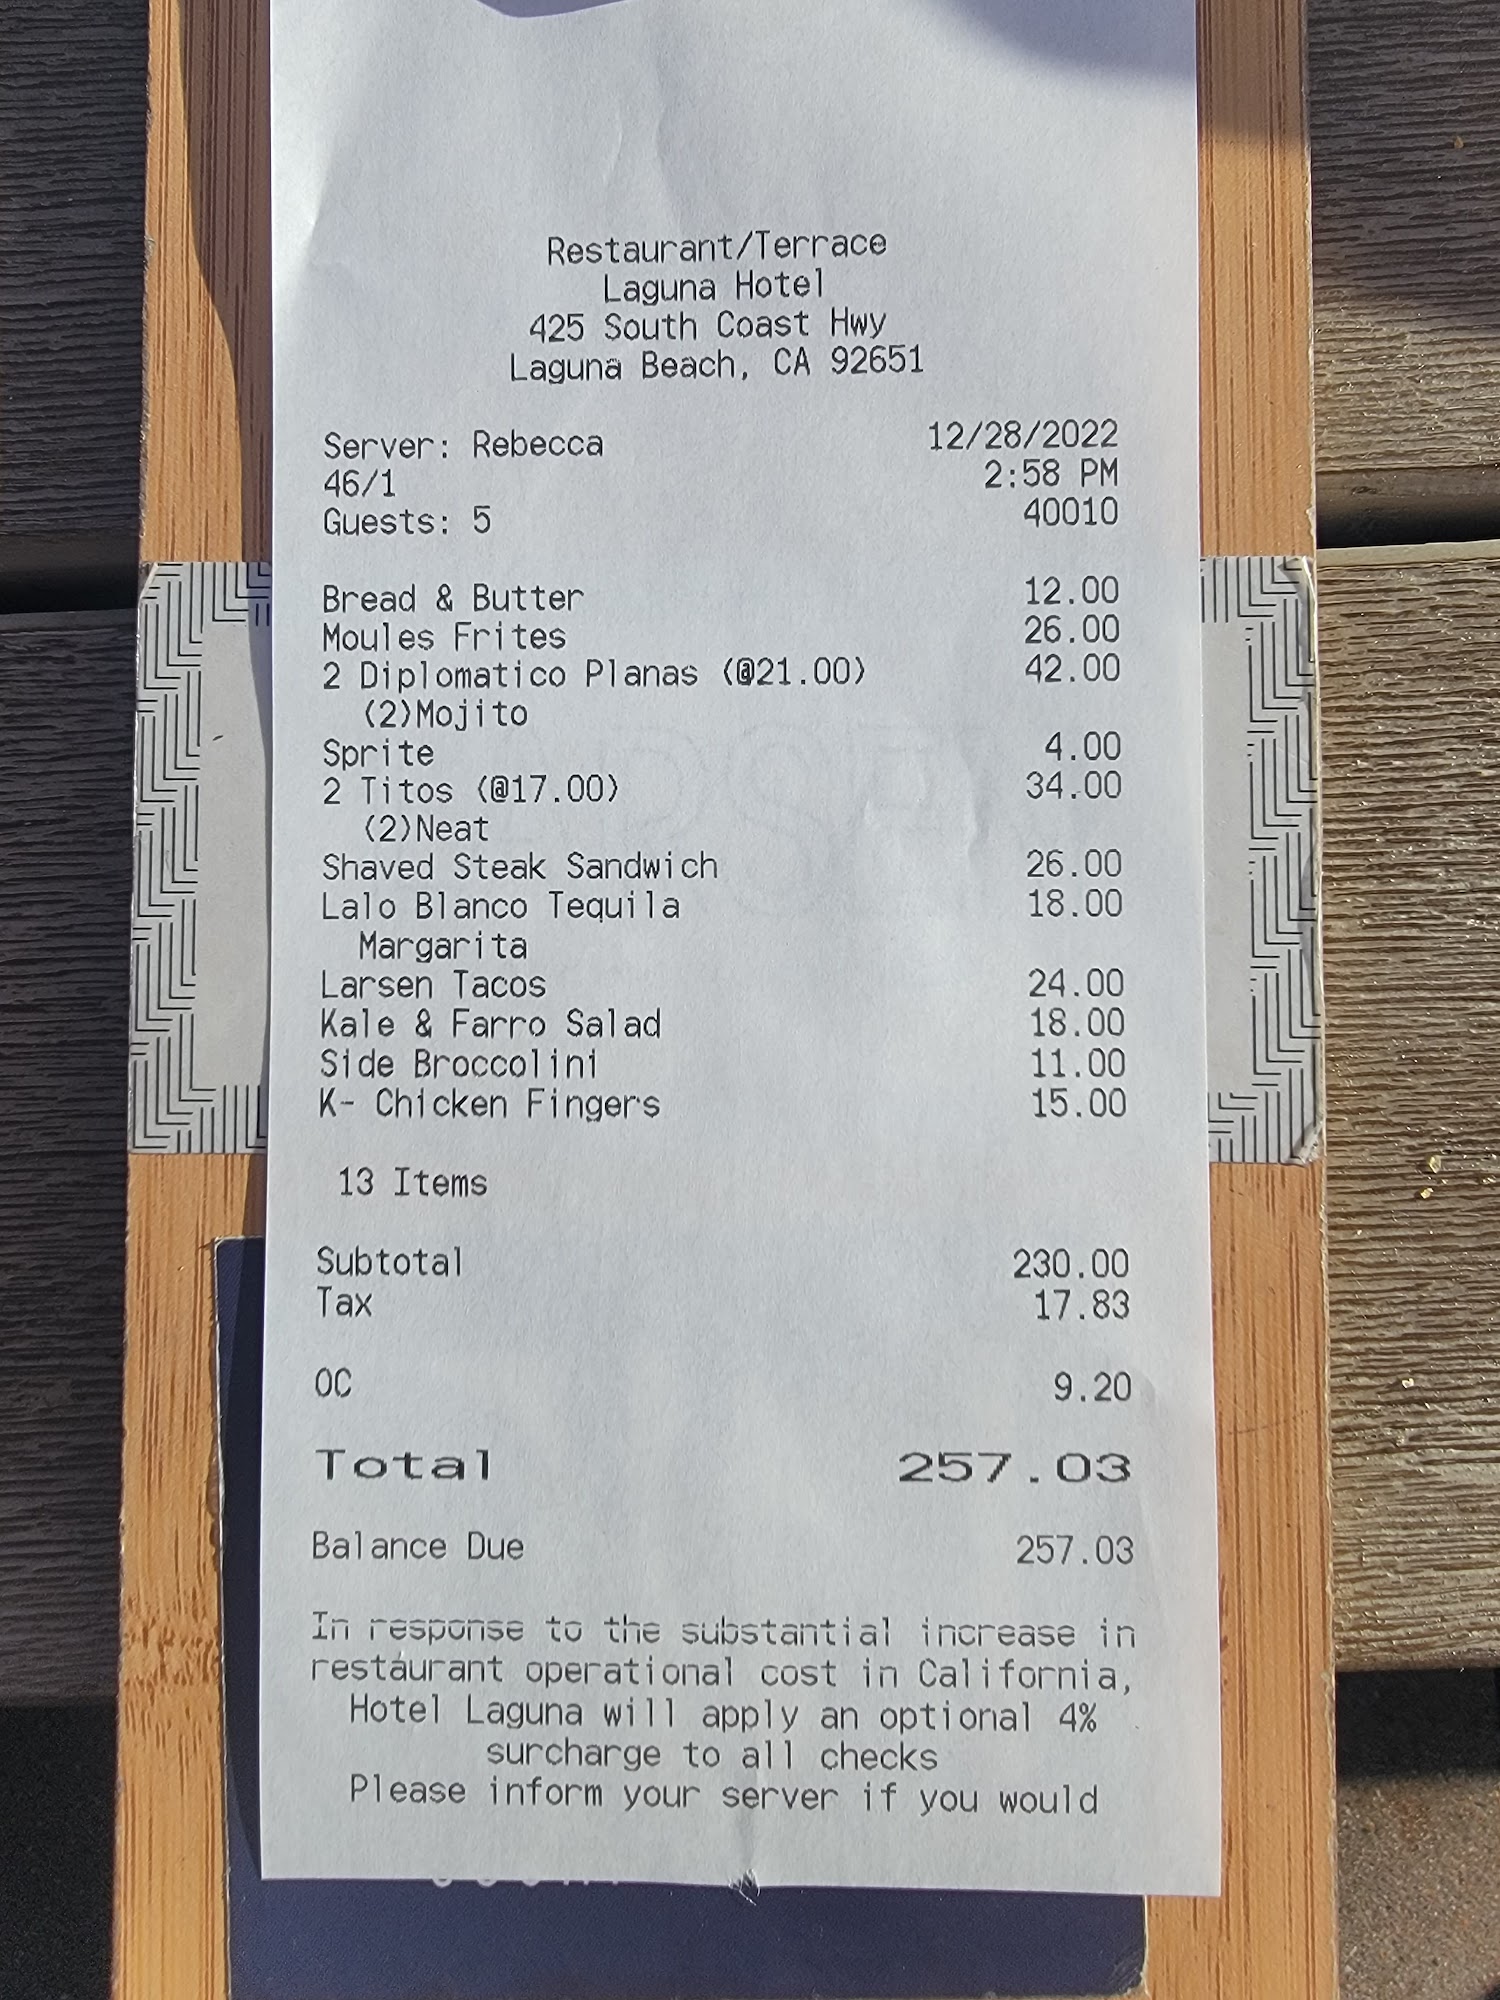 Restaurant/Terrace
Laguna Hotel
425 South Coast Hwy
Laguna Beach, CA 92651
Server: Rebecca 12/28/2022
46/1 2:58 PM
Guests: 5 40010
Bread & Butter 12.00
Moules Frites 26.00
2 Diplomatico Planas (@21.00) 42.00
(2)Mojito
Sprite 4.00
2 Titos (@17.00) 34.00
(2)Neat
Shaved Steak Sandwich 26.00
Lalo Blanco Tequila 18.00
Margarita
Larsen Tacos 24.00
Kale & Farro Salad 18.00
Side Broccolini 11.00
K- Chicken Fingers 15.00
13 Items
Subtotal 230.00
Tax 17.83
OC 9.20
Total 257.03
Balance Due 257.03
In response to the substantial increase in
restaurant operational cost in California,
Hotel Laguna will apply an optional 4%
surcharge to all checks
Please inform your server if you would